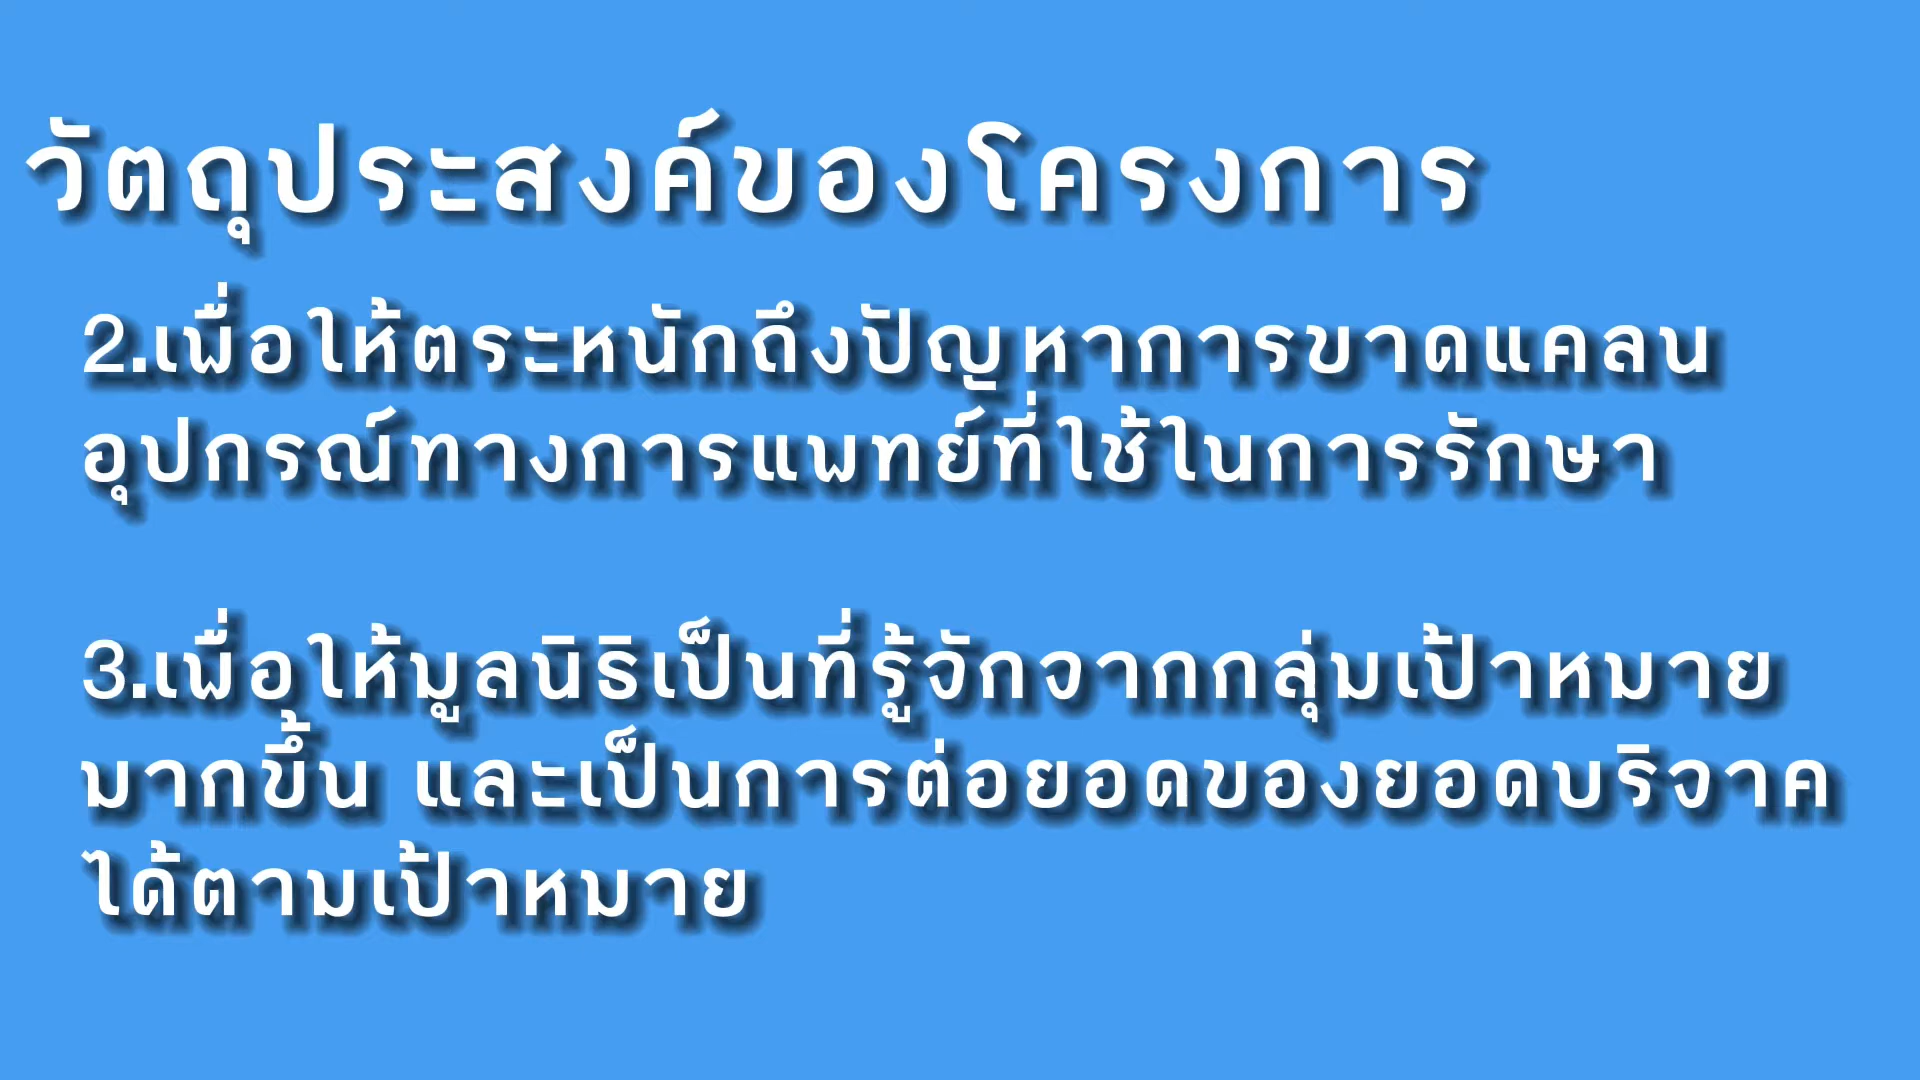 วัตถุประสงค์ของโครงการ
2.เพื่อให้ตระหนักถึงปัญหาการขาดแคลน
อุปกรณ์ทางการแพทย์ที่ใช้ในการรักษา
3.เพื่อให้มูลนิธิเป็นที่รู้จักจากกลุ่มเป้าหมาย
มากขึ้น และเป็นการต่อยอดของยอดบริจาค
ได้ตามเป้าหมาย